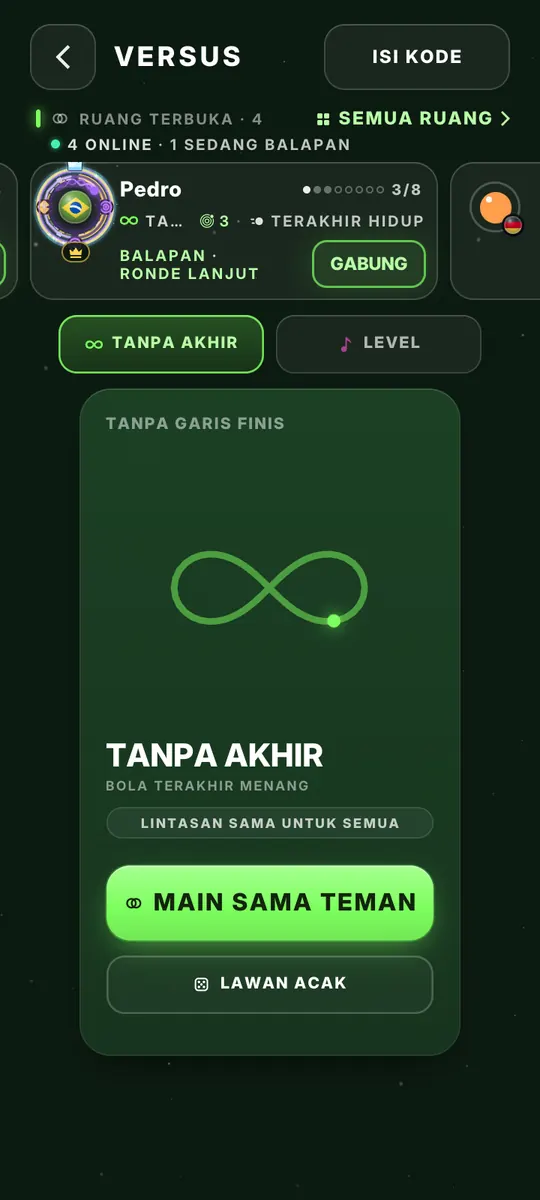 VERSUS
ISI KODE
RUANG TERBUKA · 4
SEMUA RUANG
4 ONLINE · 1 SEDANG BALAPAN
Pedro
3/8
TA… 3 · TERAKHIR HIDUP
BALAPAN ·
RONDE LANJUT
GABUNG
TANPA AKHIR
LEVEL
TANPA GARIS FINIS
TANPA AKHIR
BOLA TERAKHIR MENANG
LINTASAN SAMA UNTUK SEMUA
MAIN SAMA TEMAN
LAWAN ACAK